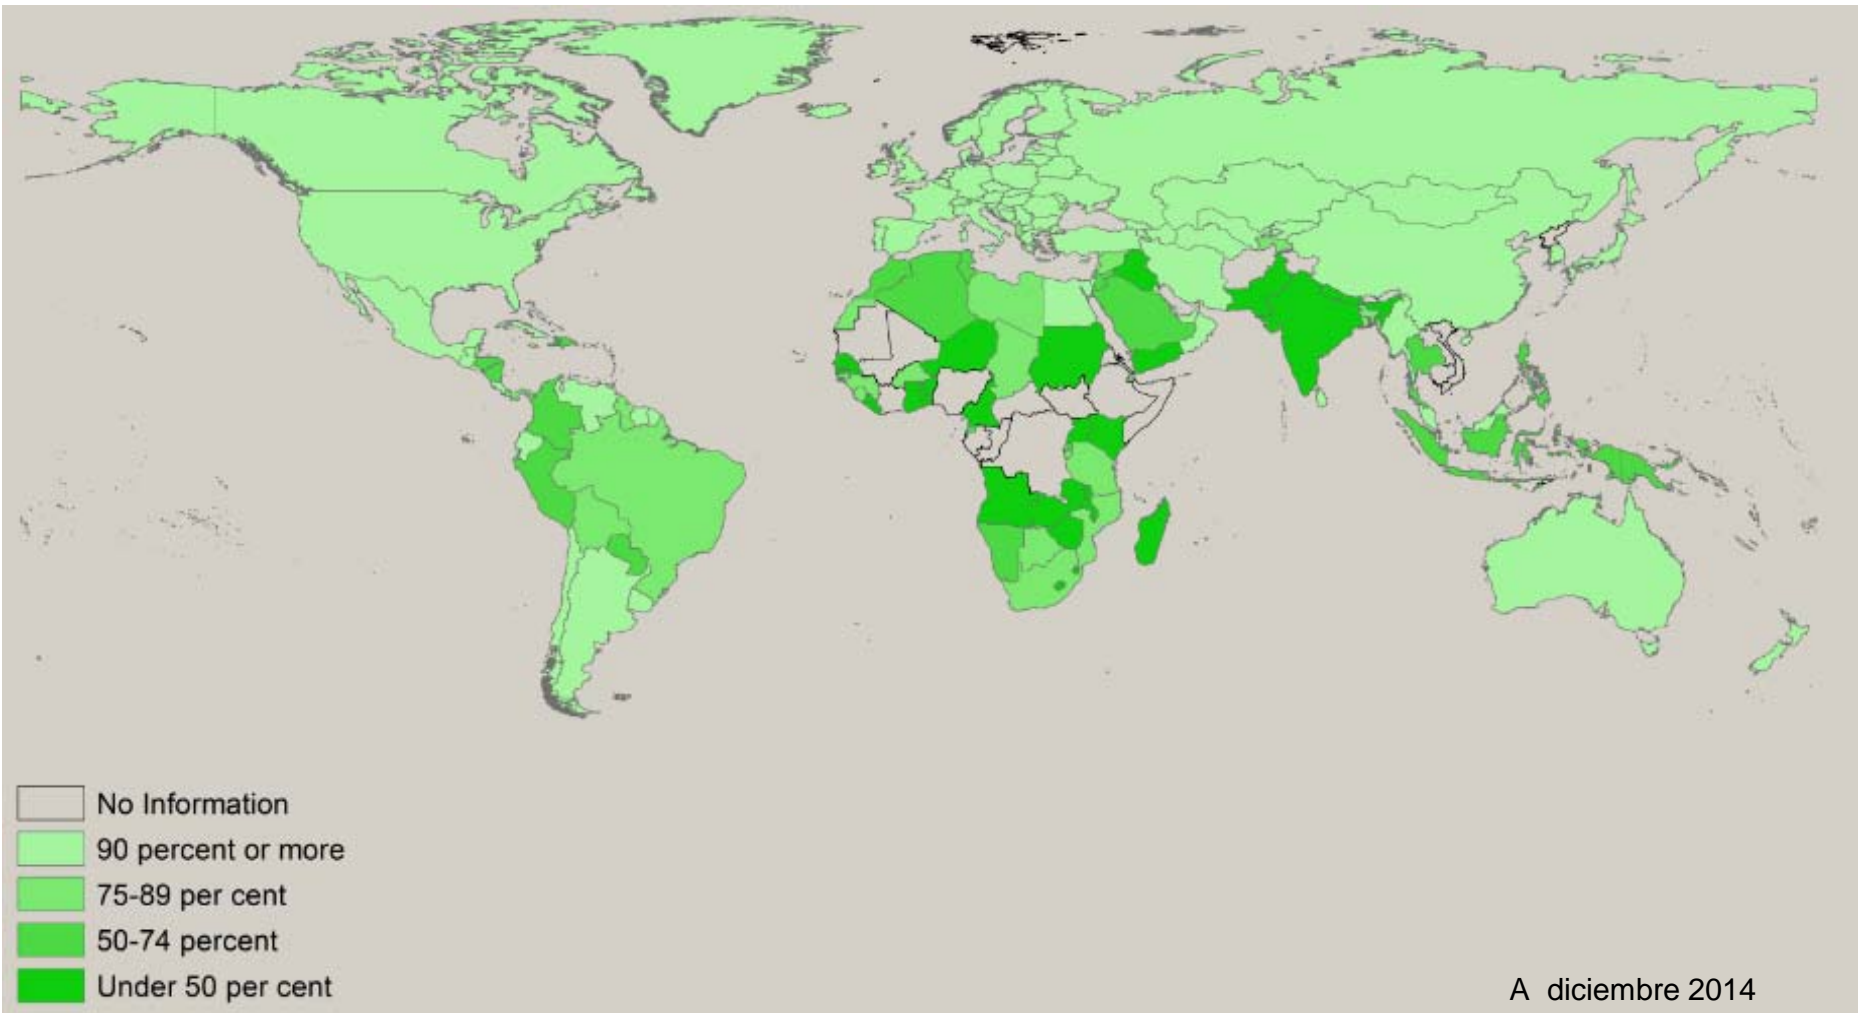 No Information
90 percent or more
75-89 per cent
50-74 percent
Under 50 per cent
A diciembre 2014